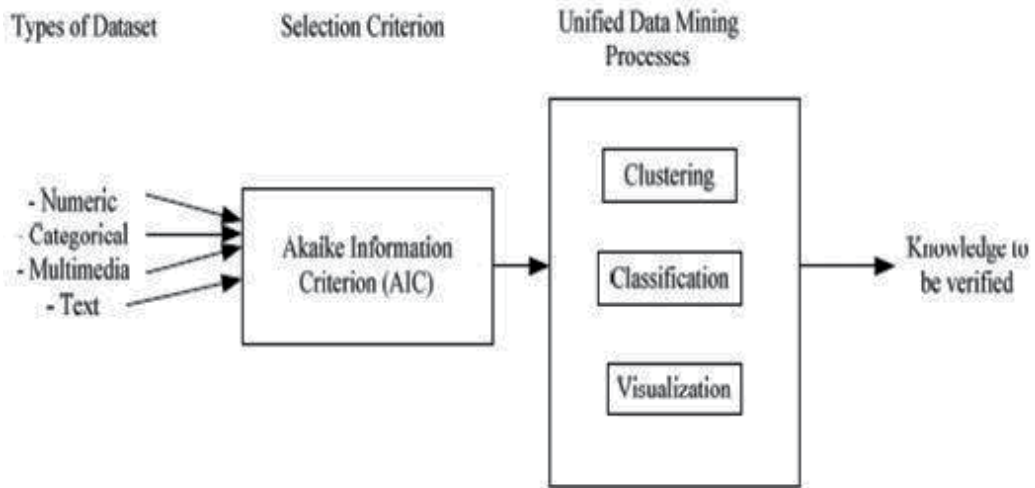 Types of Dataset
Selection Criterion
Unified Data Mining
Processes
- Numeric
- Categorical
- Multimedia
- Text
Akaike Information
Criterion (AIC)
Clustering
Classification
Visualization
Knowledge to
be verified